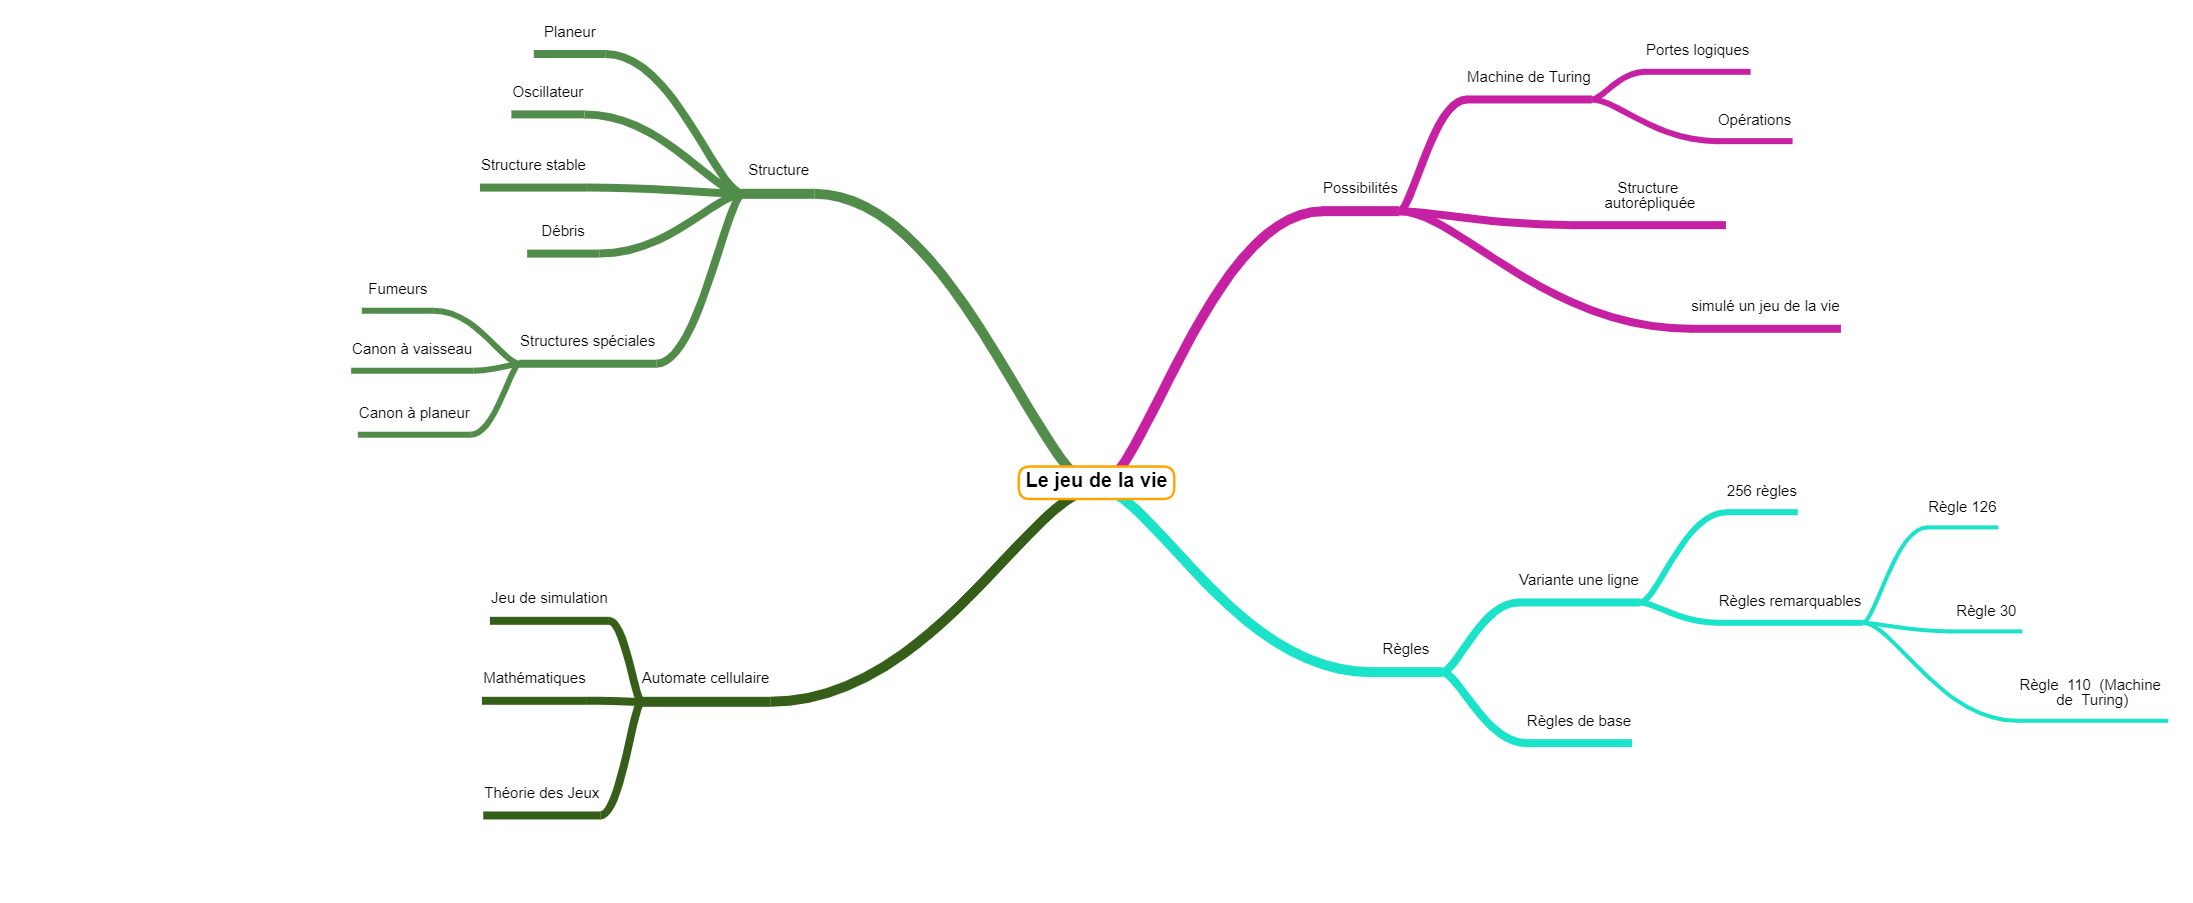 Le jeu de la vie
Structure
Planeur
Oscillateur
Structure stable
Débris
Structures spéciales
Fumeurs
Canon à vaisseau
Canon à planeur
Possibilités
Machine de Turing
Portes logiques
Opérations
Structure
autorépliquée
simulé un jeu de la vie
Automate cellulaire
Jeu de simulation
Mathématiques
Théorie des Jeux
Règles
Variante une ligne
256 règles
Règles remarquables
Règle 126
Règle 30
Règle 110 (Machine
de Turing)
Règles de base